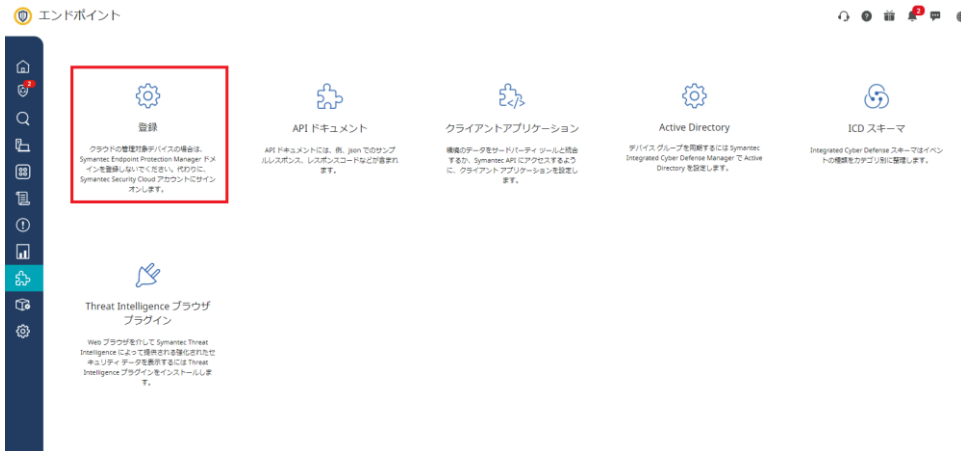 エンドポイント
2
2
登録
クラウドの管理対象デバイスの場合は、
Symantec Endpoint Protection Manager ドメ
インを登録しないでください。代わりに、
Symantec Security Cloud アカウントにサイン
オンします。
API ドキュメント
API ドキュメントには、例、json でのサンプ
ルレスポンス、レスポンスコードなどが含まれ
ます。
クライアントアプリケーション
環境のデータをサードパーティ ツールと統合
するか、Symantec API にアクセスするよう
に、クライアント アプリケーションを設定し
ます。
Active Directory
デバイス グループを同期するには Symantec
Integrated Cyber Defense Manager で Active
Directory を設定します。
ICD スキーマ
Integrated Cyber Defense スキーマはイベン
トの種類をカテゴリ別に整理します。
Threat Intelligence ブラウザ
プラグイン
Web ブラウザを介して Symantec Threat
Intelligence によって提供される強化されたセ
キュリティ データを表示するには Threat
Intelligence プラグインをインストールしま
す。